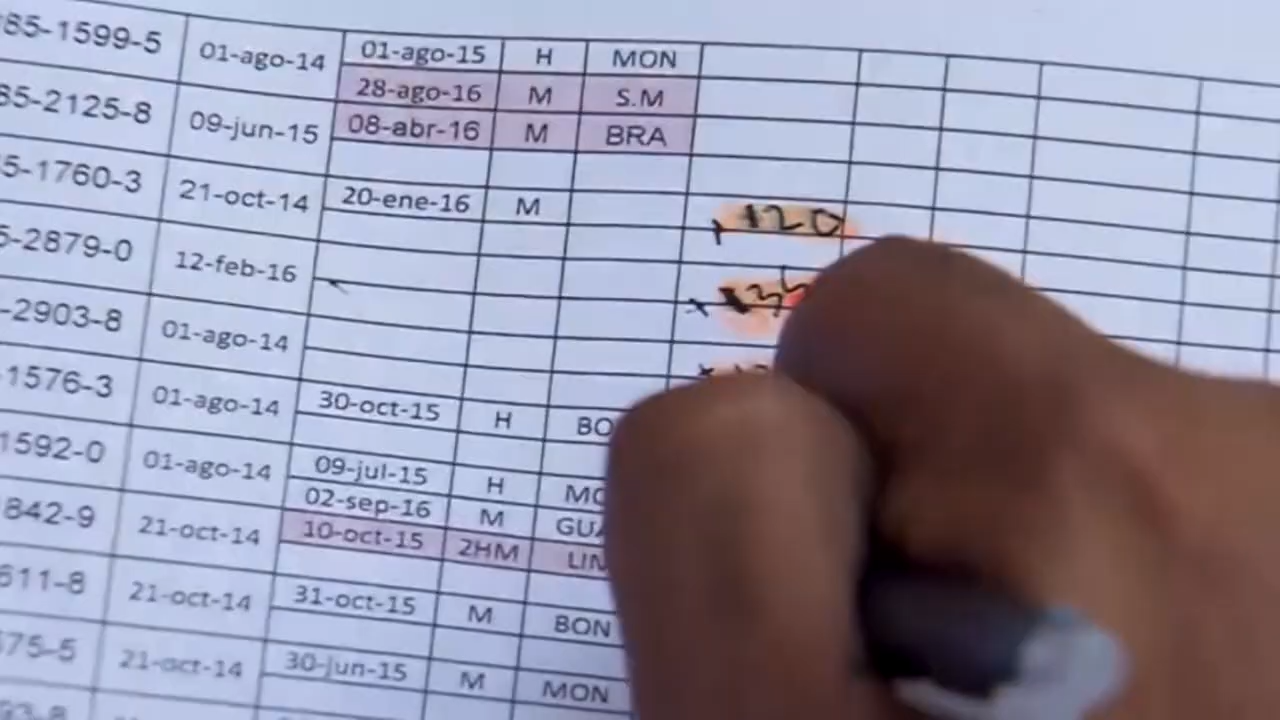 85-1599-5 01-ago-14 01-ago-15 H MON
28-ago-16 M S.M
85-2125-8 09-jun-15 08-abr-16 M BRA
5-1760-3 21-oct-14 20-ene-16 M 120
5-2879-0 12-feb-16
-2903-8 01-ago-14
1576-3 01-ago-14 30-oct-15 H BO
1592-0 01-ago-14 09-jul-15 H MO
02-sep-16 M GUA
842-9 21-oct-14 10-oct-15 2HM LIN
611-8 21-oct-14 31-oct-15 M BON
75-5 21-oct-14 30-jun-15 M MON